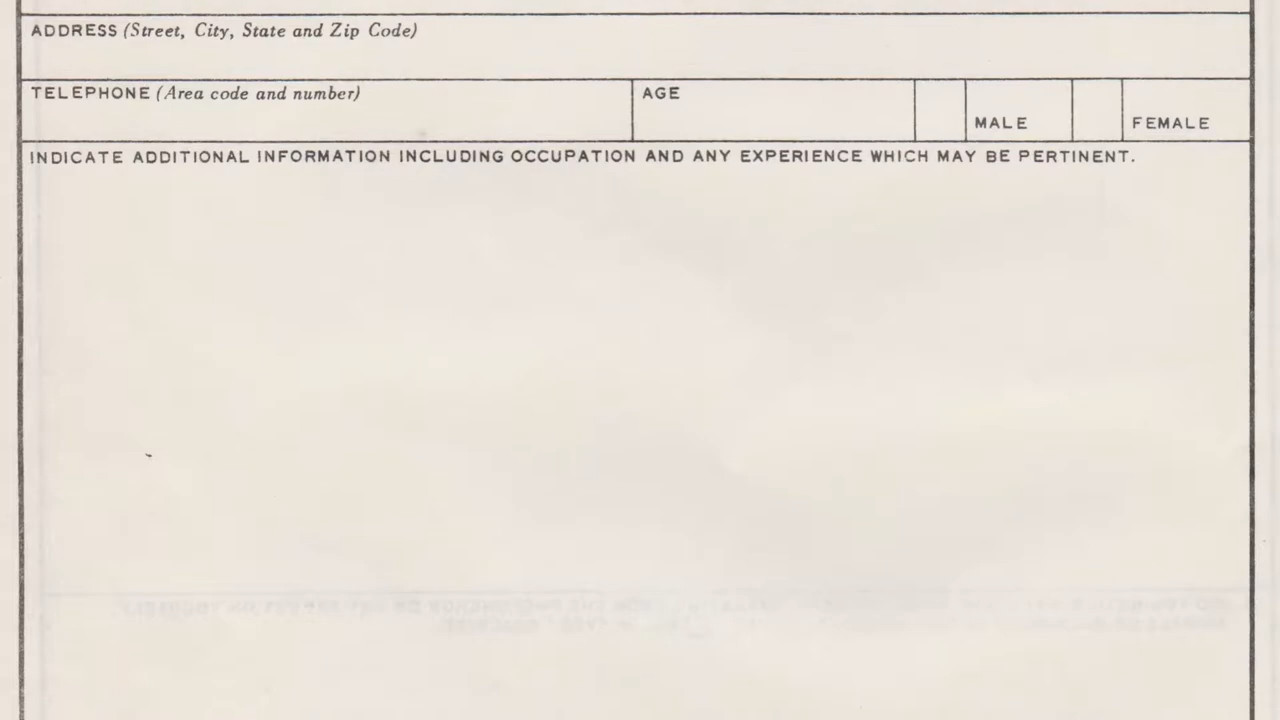 ADDRESS (Street, City, State and Zip Code)
TELEPHONE (Area code and number) AGE MALE FEMALE
INDICATE ADDITIONAL INFORMATION INCLUDING OCCUPATION AND ANY EXPERIENCE WHICH MAY BE PERTINENT.